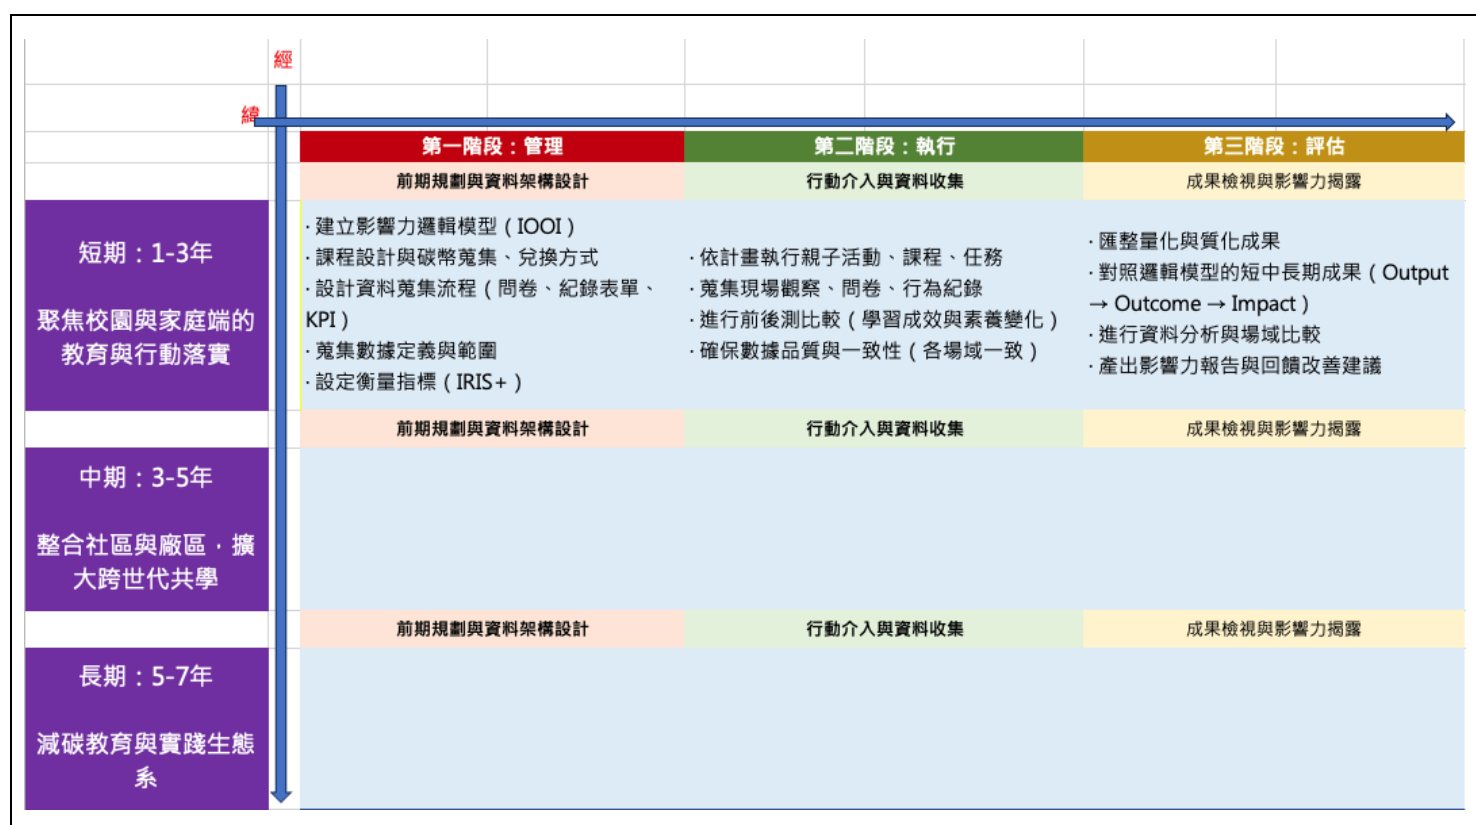 經
緯
第一階段：管理
第二階段：執行
第三階段：評估
前期規劃與資料架構設計
行動介入與資料收集
成果檢視與影響力揭露
短期：1-3年
聚焦校園與家庭端的
教育與行動落實
· 建立影響力邏輯模型（IOOI）
· 課程設計與碳幣蒐集、兌換方式
· 設計資料蒐集流程（問卷、紀錄表單、
KPI）
· 蒐集數據定義與範圍
· 設定衡量指標（IRIS+）
· 依計畫執行親子活動、課程、任務
· 蒐集現場觀察、問卷、行為紀錄
· 進行前後測比較（學習成效與素養變化）
· 確保數據品質與一致性（各場域一致）
· 匯整量化與質化成果
· 對照邏輯模型的短中長期成果（Output
→ Outcome → Impact）
· 進行資料分析與場域比較
· 產出影響力報告與回饋改善建議
前期規劃與資料架構設計
行動介入與資料收集
成果檢視與影響力揭露
中期：3-5年
整合社區與廠區，擴
大跨世代共學
前期規劃與資料架構設計
行動介入與資料收集
成果檢視與影響力揭露
長期：5-7年
減碳教育與實踐生態
系